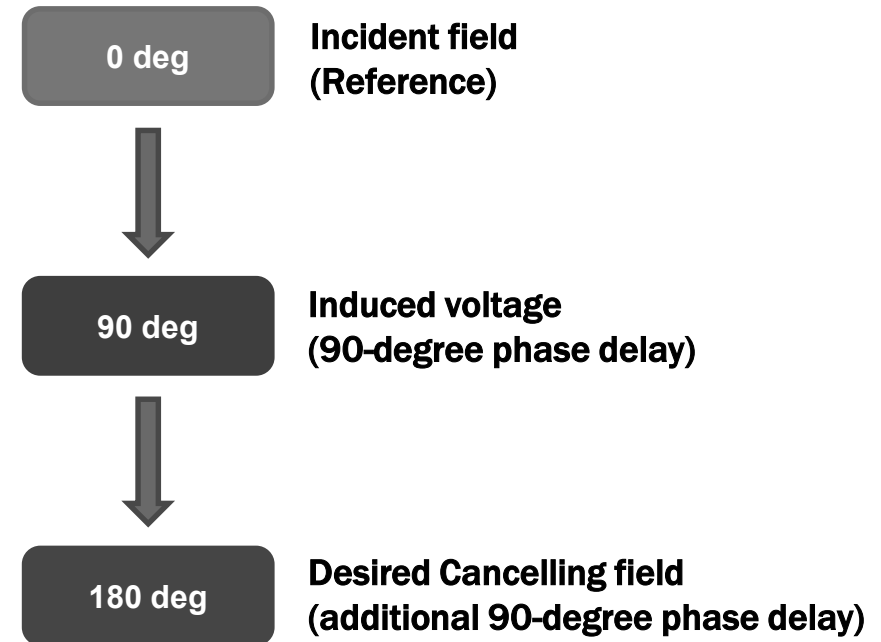 0 deg
Incident field
(Reference)
90 deg
Induced voltage
(90-degree phase delay)
180 deg
Desired Cancelling field
(additional 90-degree phase delay)